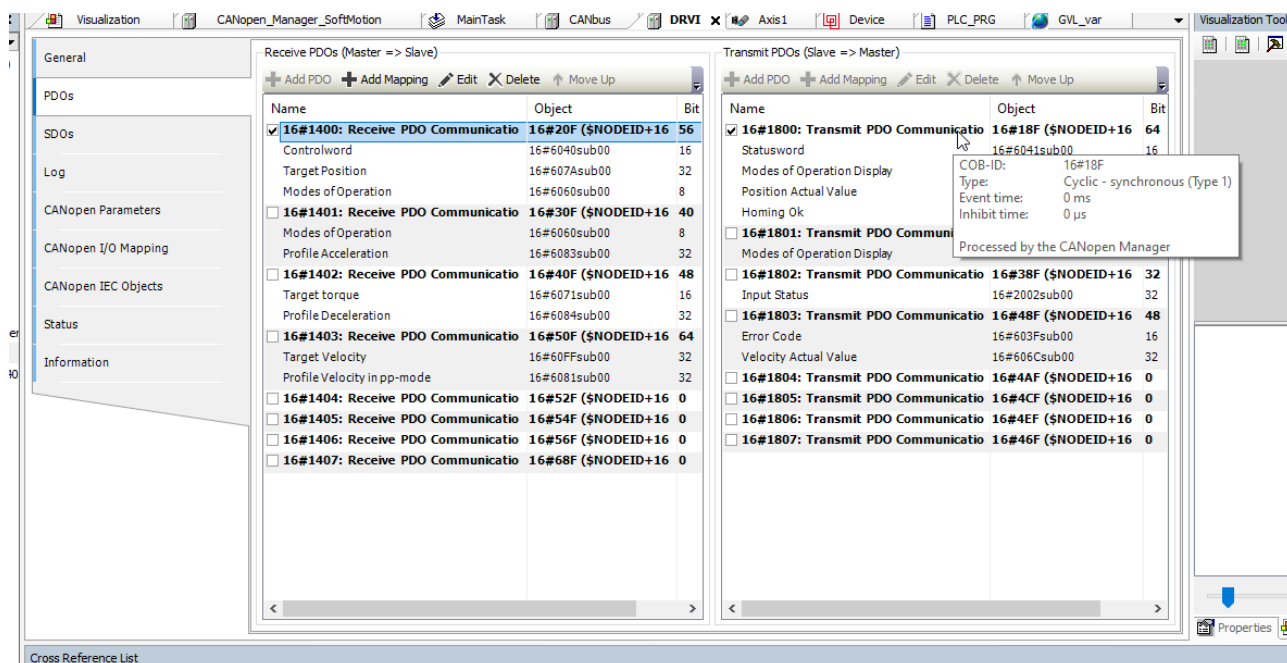 Visualization CANopen_Manager_SoftMotion MainTask CANbus DRVI Axis1 Device PLC_PRG GVL_var Visualization Tool
General
PDOs
SDOs
Log
CANopen Parameters
CANopen I/O Mapping
CANopen IEC Objects
Status
Information
Receive PDOs (Master => Slave)
Add PDO Add Mapping Edit Delete Move Up
Name Object Bit
16#1400: Receive PDO Communicatio 16#20F ($NODEID+16 56
Controlword 16#6040sub00 16
Target Position 16#607Asub00 32
Modes of Operation 16#6060sub00 8
16#1401: Receive PDO Communicatio 16#30F ($NODEID+16 40
Modes of Operation 16#6060sub00 8
Profile Acceleration 16#6083sub00 32
16#1402: Receive PDO Communicatio 16#40F ($NODEID+16 48
Target torque 16#6071sub00 16
Profile Deceleration 16#6084sub00 32
16#1403: Receive PDO Communicatio 16#50F ($NODEID+16 64
Target Velocity 16#60FFsub00 32
Profile Velocity in pp-mode 16#6081sub00 32
16#1404: Receive PDO Communicatio 16#52F ($NODEID+16 0
16#1405: Receive PDO Communicatio 16#54F ($NODEID+16 0
16#1406: Receive PDO Communicatio 16#56F ($NODEID+16 0
16#1407: Receive PDO Communicatio 16#68F ($NODEID+16 0
Transmit PDOs (Slave => Master)
Add PDO Add Mapping Edit Delete Move Up
Name Object Bit
16#1800: Transmit PDO Communicatio 16#18F ($NODEID+16 64
Statusword 16#6041sub00 16
Modes of Operation Display
Position Actual Value
Homing Ok
16#1801: Transmit PDO Communi
Modes of Operation Display
COB-ID: 16#18F
Type: Cyclic - synchronous (Type 1)
Event time: 0 ms
Inhibit time: 0 µs
Processed by the CANopen Manager
16#1802: Transmit PDO Communicatio 16#38F ($NODEID+16 32
Input Status 16#2002sub00 32
16#1803: Transmit PDO Communicatio 16#48F ($NODEID+16 48
Error Code 16#603Fsub00 16
Velocity Actual Value 16#606Csub00 32
16#1804: Transmit PDO Communicatio 16#4AF ($NODEID+16 0
16#1805: Transmit PDO Communicatio 16#4CF ($NODEID+16 0
16#1806: Transmit PDO Communicatio 16#4EF ($NODEID+16 0
16#1807: Transmit PDO Communicatio 16#46F ($NODEID+16 0
Properties
Cross Reference List